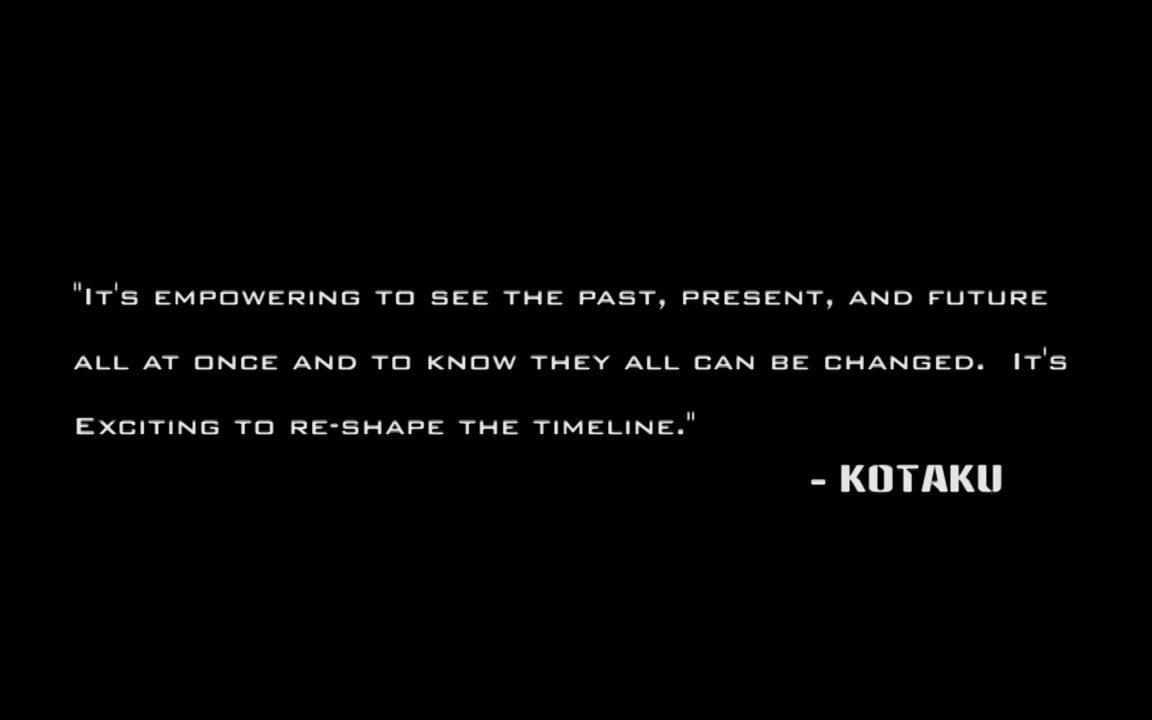 "It's empowering to see the past, present, and future
all at once and to know they all can be changed.  It's
Exciting to re-shape the timeline."
- KOTAKU